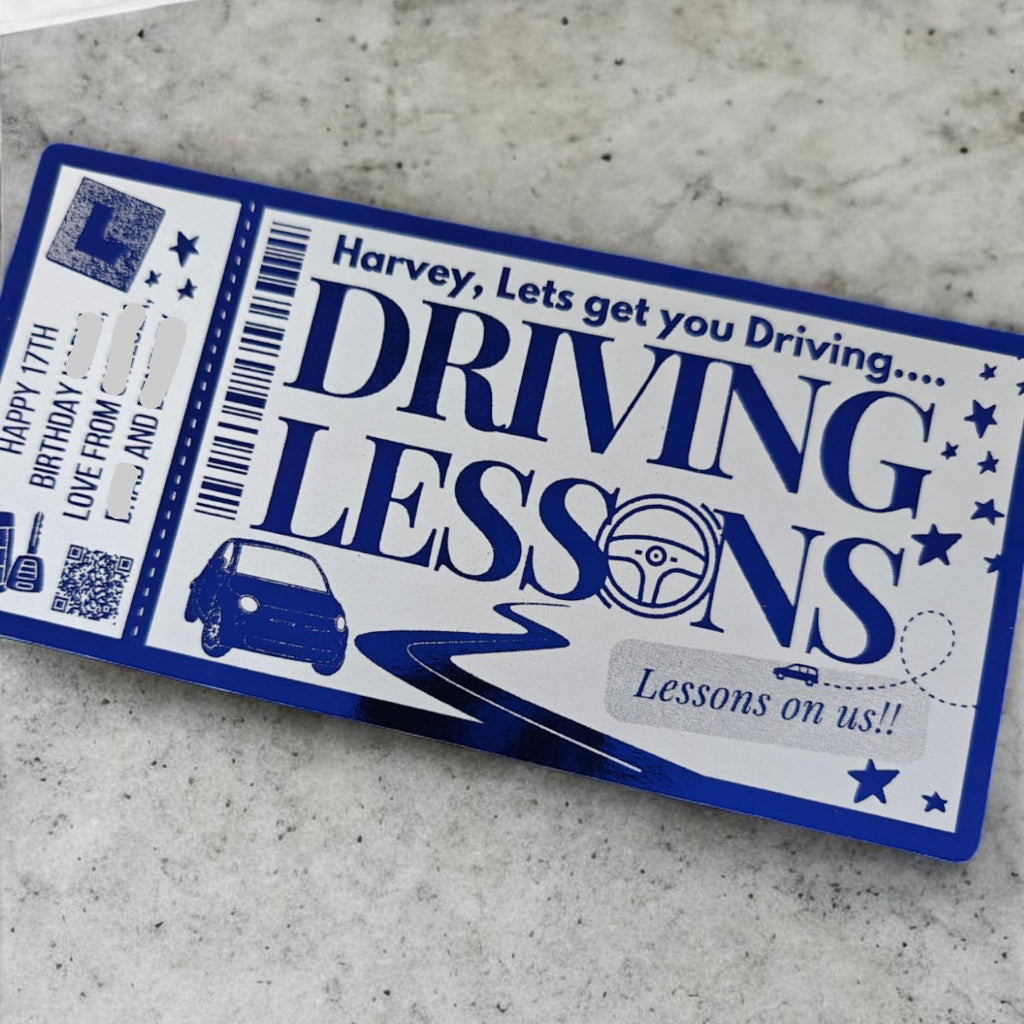 L
HAPPY 17TH
BIRTHDAY
LOVE FROM
AND
Harvey, Lets get you Driving....
DRIVING
LESSONS
Lessons on us!!